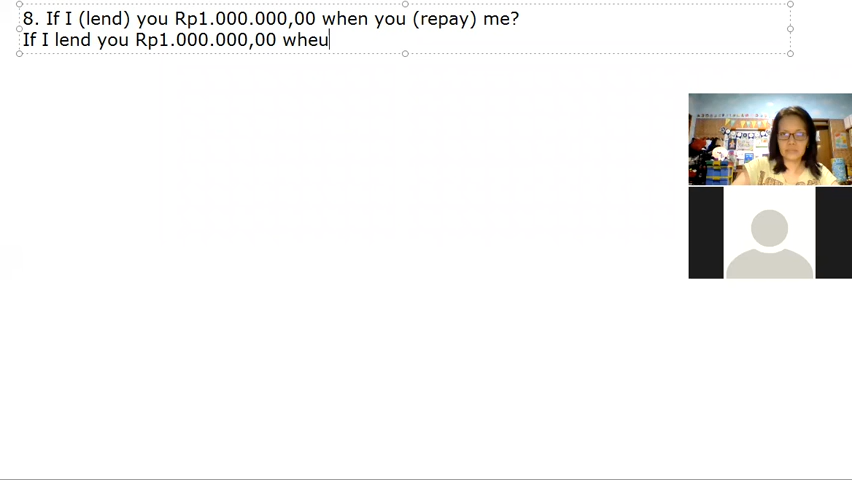 8. If I (lend) you Rp1.000.000,00 when you (repay) me?
If I lend you Rp1.000.000,00 wheu